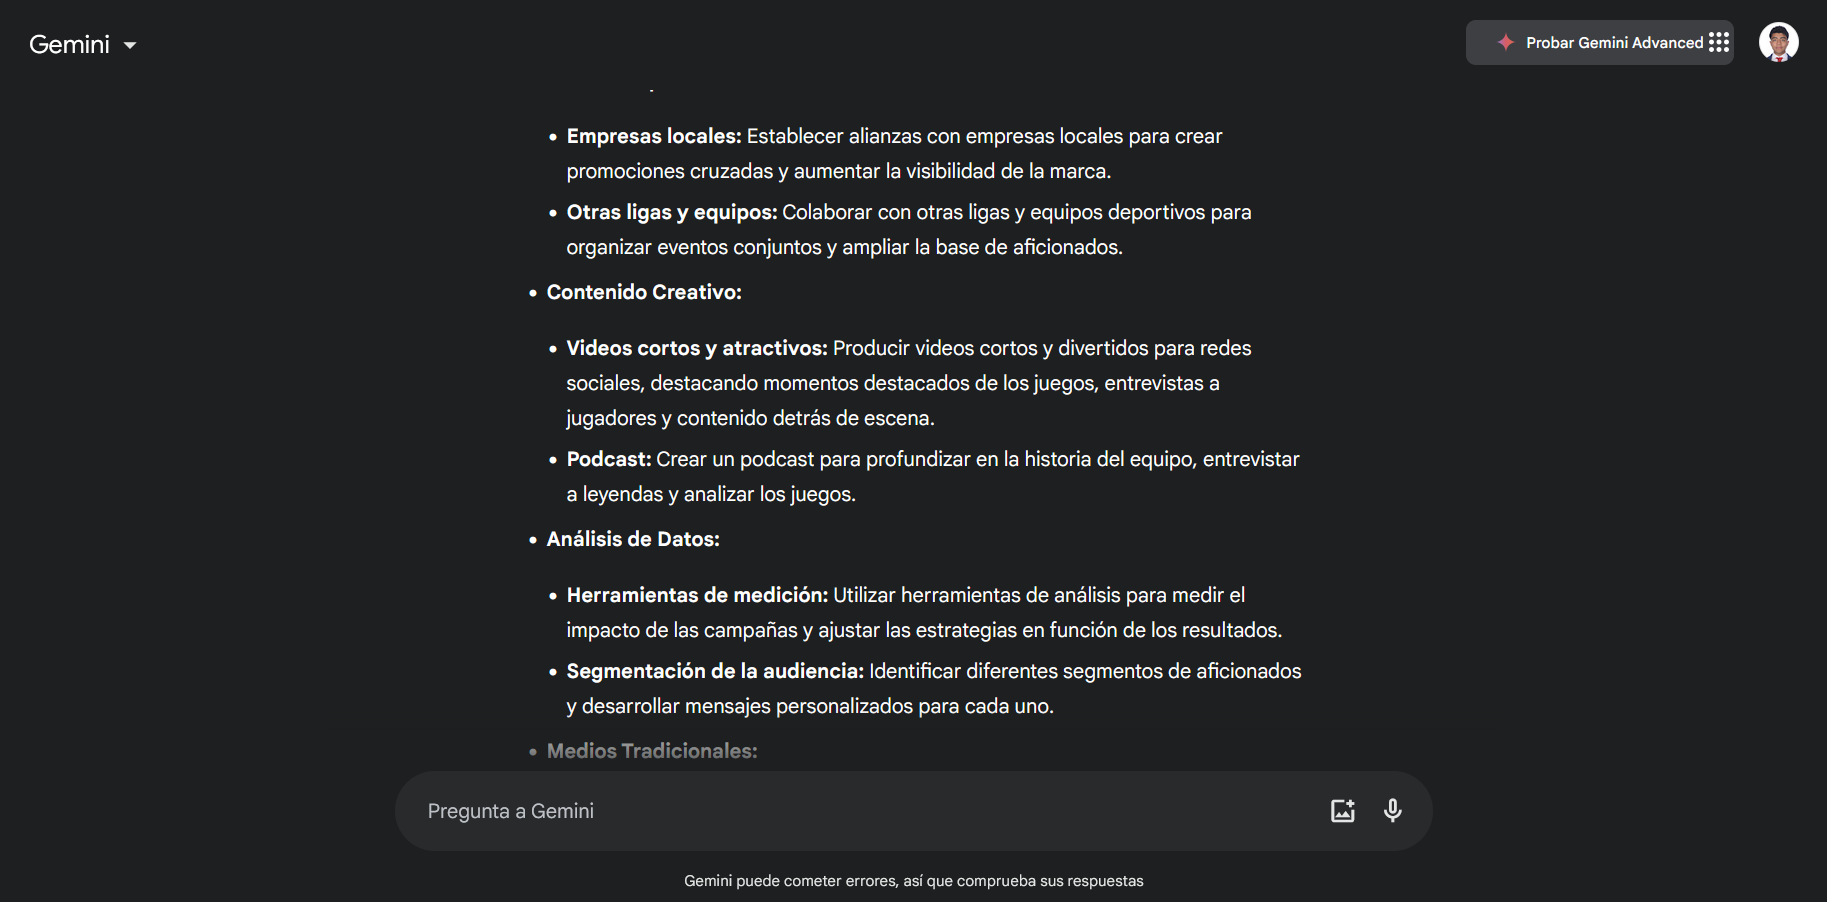 Gemini
Probar Gemini Advanced
• Empresas locales: Establecer alianzas con empresas locales para crear
promociones cruzadas y aumentar la visibilidad de la marca.
• Otras ligas y equipos: Colaborar con otras ligas y equipos deportivos para
organizar eventos conjuntos y ampliar la base de aficionados.
• Contenido Creativo:
• Videos cortos y atractivos: Producir videos cortos y divertidos para redes
sociales, destacando momentos destacados de los juegos, entrevistas a
jugadores y contenido detrás de escena.
• Podcast: Crear un podcast para profundizar en la historia del equipo, entrevistar
a leyendas y analizar los juegos.
• Análisis de Datos:
• Herramientas de medición: Utilizar herramientas de análisis para medir el
impacto de las campañas y ajustar las estrategias en función de los resultados.
• Segmentación de la audiencia: Identificar diferentes segmentos de aficionados
y desarrollar mensajes personalizados para cada uno.
• Medios Tradicionales:
Pregunta a Gemini
Gemini puede cometer errores, así que comprueba sus respuestas